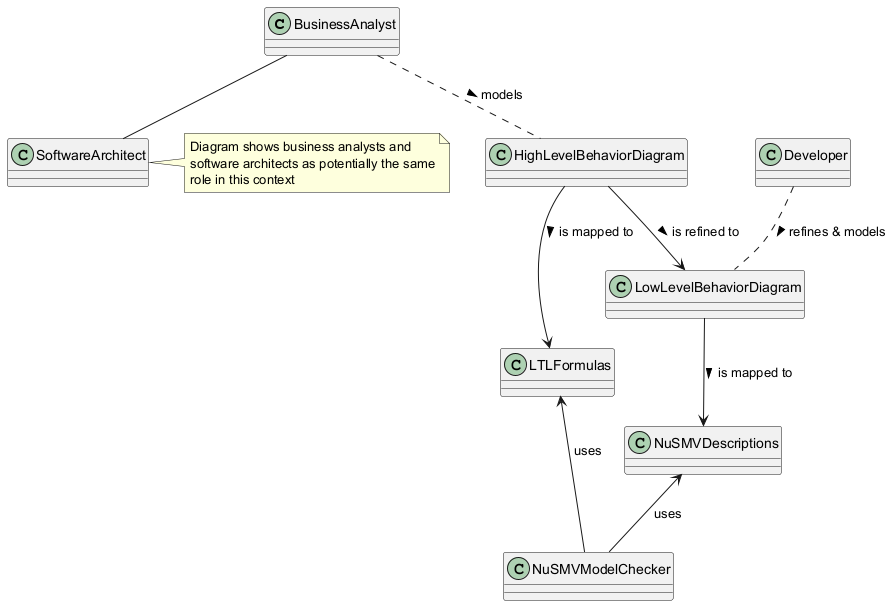 C BusinessAnalyst
models
C SoftwareArchitect
Diagram shows business analysts and
software architects as potentially the same
role in this context
C HighLevelBehaviorDiagram
C Developer
is mapped to
is refined to
refines & models
C LowLevelBehaviorDiagram
C LTLFormulas
is mapped to
C NuSMVDescriptions
uses
uses
C NuSMVModelChecker